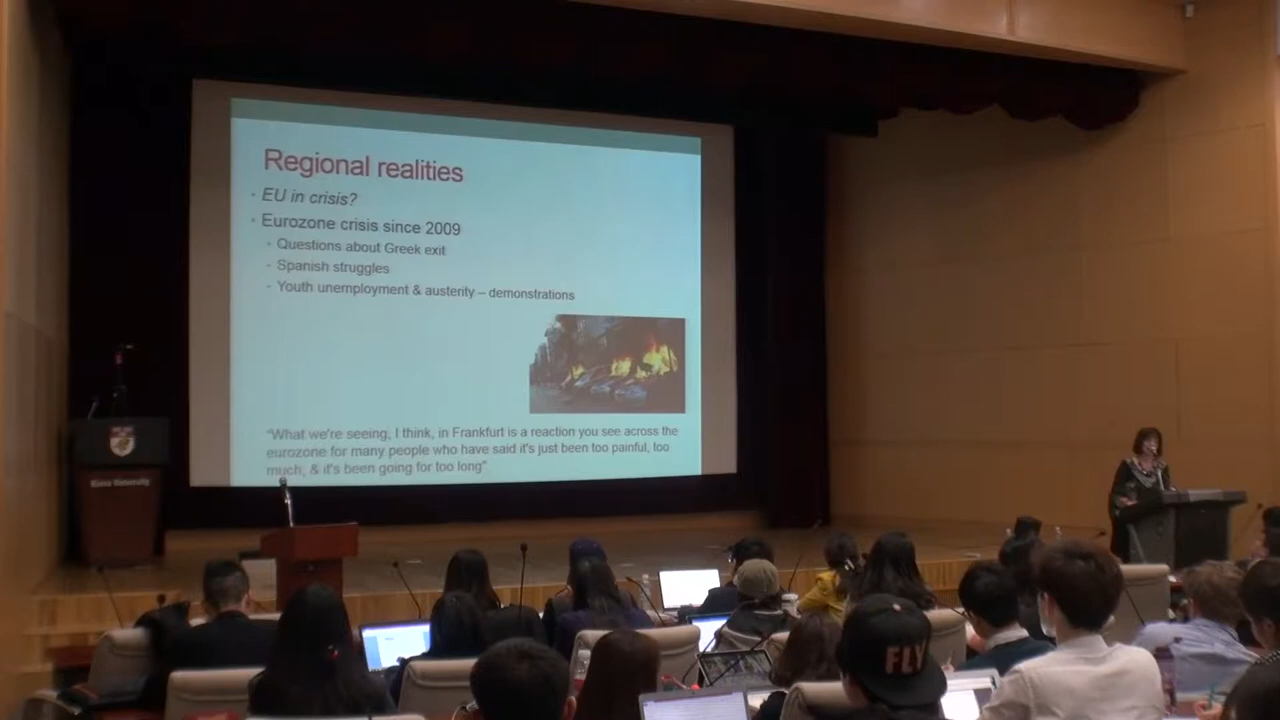 Regional realities
• EU in crisis?
• Eurozone crisis since 2009
• Questions about Greek exit
• Spanish struggles
• Youth unemployment & austerity – demonstrations
"What we're seeing, I think, in Frankfurt is a reaction you see across the
eurozone for many people who have said it's just been too painful, too
much, & it's been going for too long"
Korea University
FLY